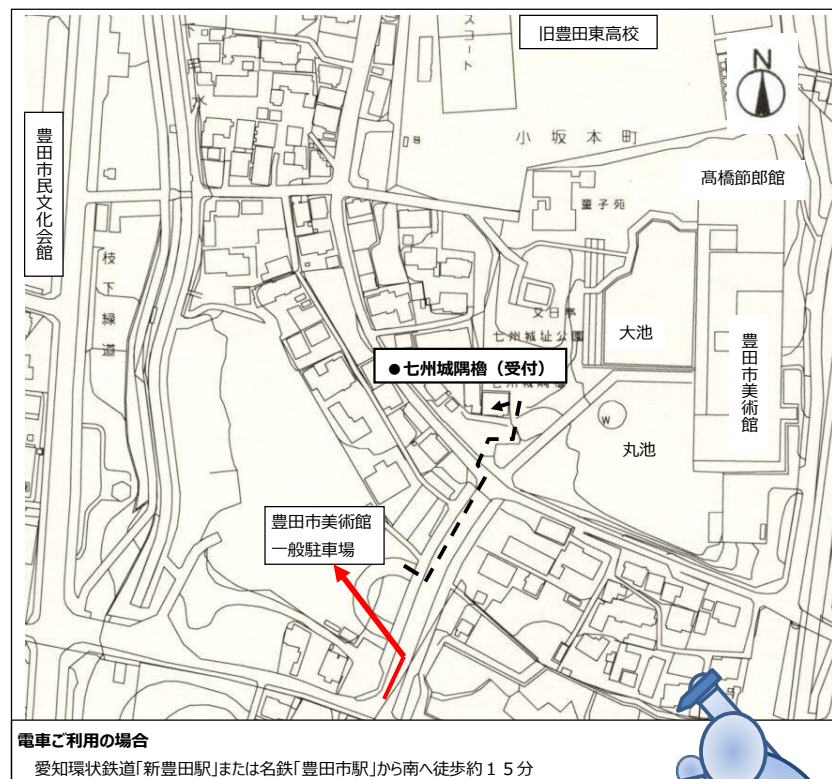 旧豊田東高校
スコート
N
小坂本町
髙橋節郎館
豊田市民文化会館
童子苑
枝下緑道
又日亭
七州城址公園
大池
●七州城隅櫓（受付）
七州城隅櫓
豊田市美術館
W
丸池
豊田市美術館
一般駐車場
電車ご利用の場合
愛知環状鉄道「新豊田駅」または名鉄「豊田市駅」から南へ徒歩約１５分